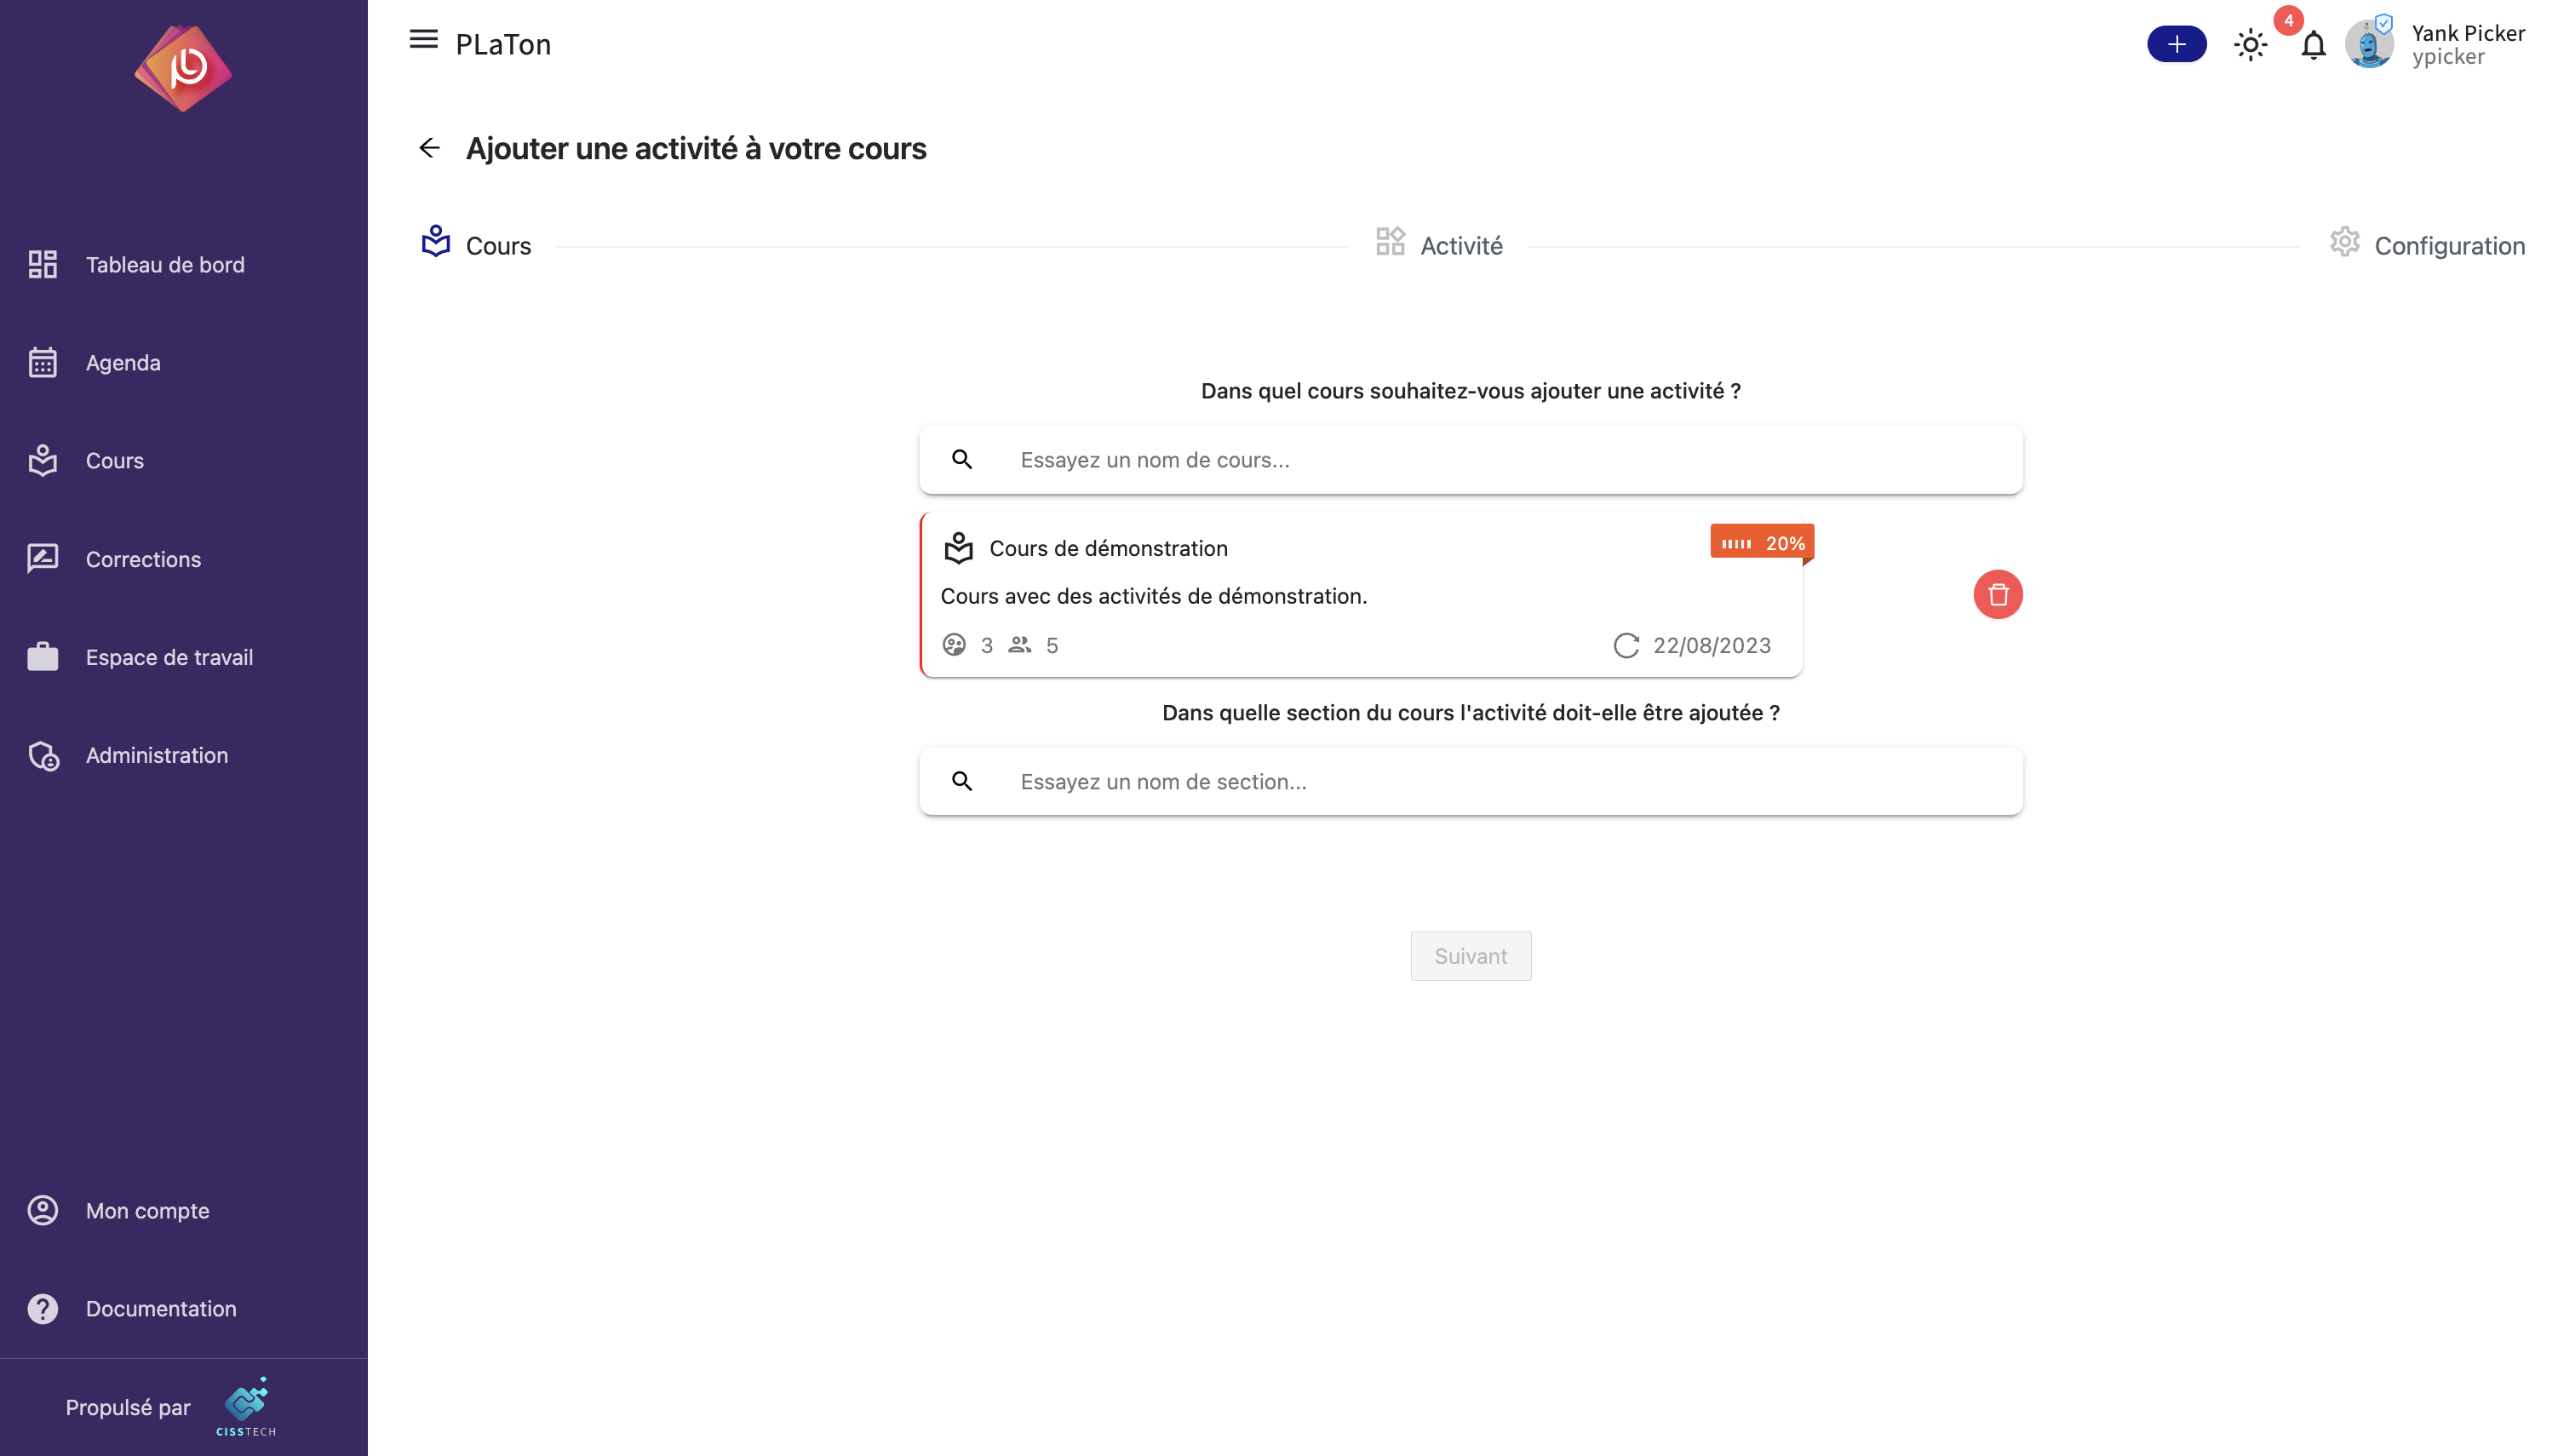 PLaTon
4
Yank Picker
ypicker
Ajouter une activité à votre cours
Cours
Activité
Configuration
Tableau de bord
Agenda
Cours
Corrections
Espace de travail
Administration
Dans quel cours souhaitez-vous ajouter une activité ?
Essayez un nom de cours...
Cours de démonstration
20%
Cours avec des activités de démonstration.
3
5
22/08/2023
Dans quelle section du cours l'activité doit-elle être ajoutée ?
Essayez un nom de section...
Suivant
Mon compte
Documentation
Propulsé par
CISSTECH